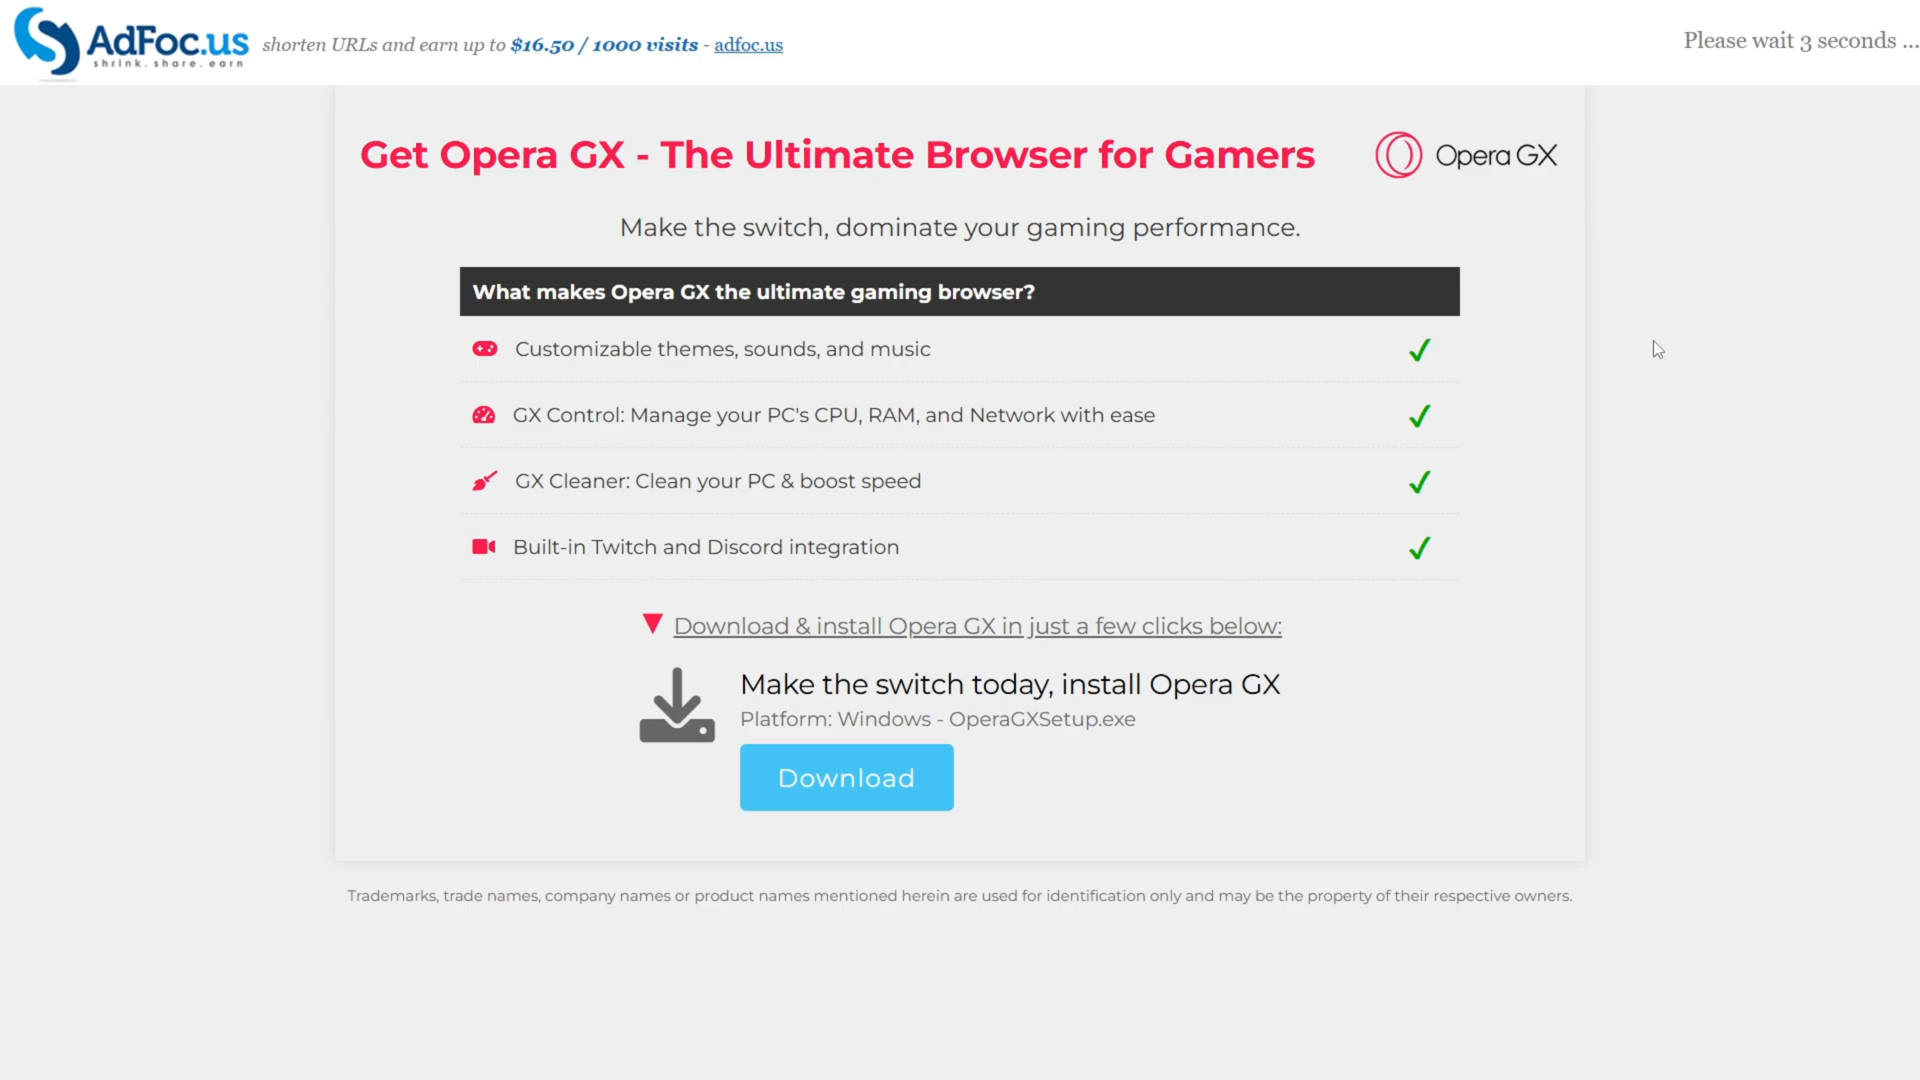 AdFoc.us
shrink. share. earn
shorten URLs and earn up to $16.50 / 1000 visits - adfoc.us
Please wait 3 seconds ...
Get Opera GX - The Ultimate Browser for Gamers
Opera GX
Make the switch, dominate your gaming performance.
What makes Opera GX the ultimate gaming browser?
Customizable themes, sounds, and music
GX Control: Manage your PC's CPU, RAM, and Network with ease
GX Cleaner: Clean your PC & boost speed
Built-in Twitch and Discord integration
Download & install Opera GX in just a few clicks below:
Make the switch today, install Opera GX
Platform: Windows - OperaGXSetup.exe
Download
Trademarks, trade names, company names or product names mentioned herein are used for identification only and may be the property of their respective owners.